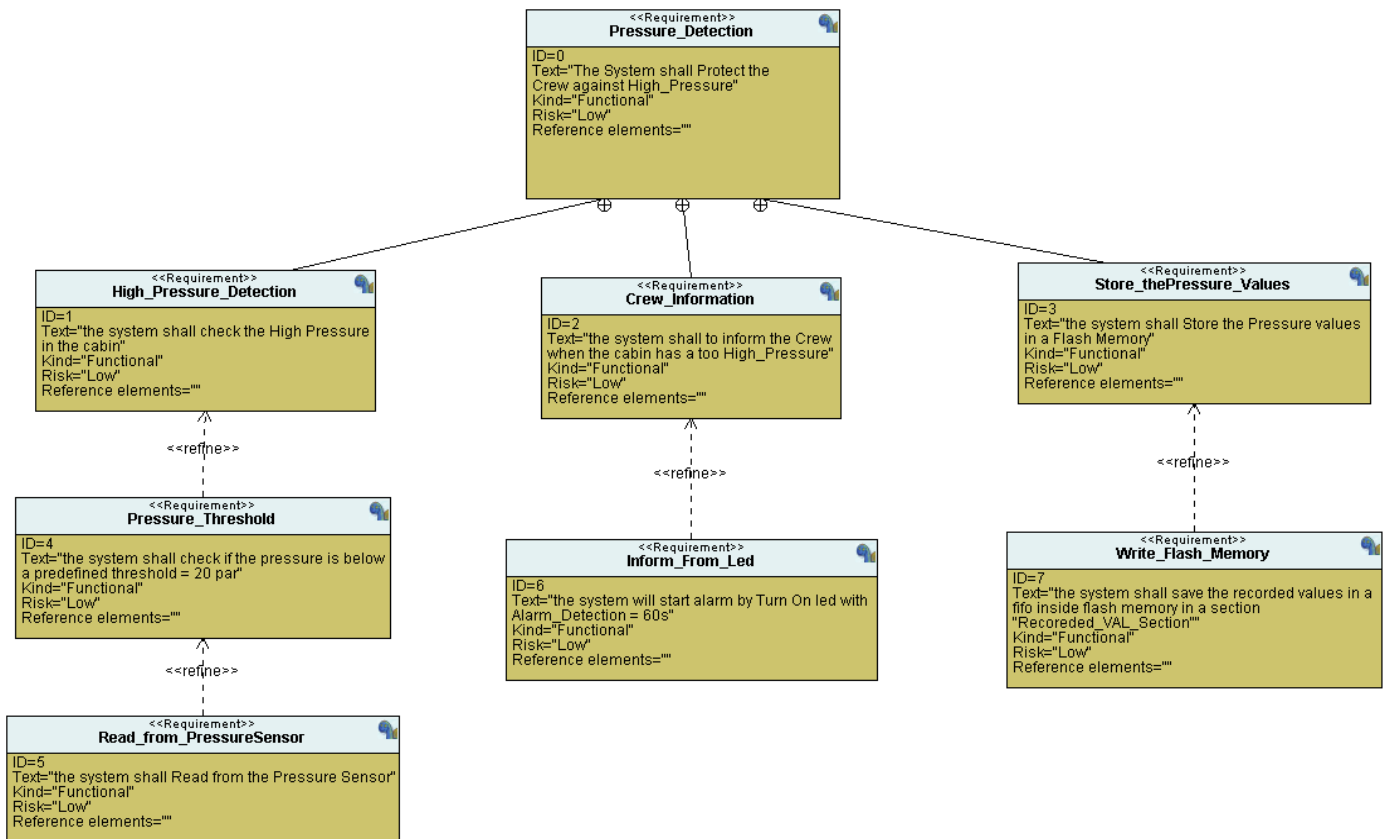 <<Requirement>>
Pressure_Detection
ID=0
Text="The System shall Protect the
Crew against High_Pressure"
Kind="Functional"
Risk="Low"
Reference elements=""
<<Requirement>>
High_Pressure_Detection
ID=1
Text="the system shall check the High Pressure
in the cabin"
Kind="Functional"
Risk="Low"
Reference elements=""
<<Requirement>>
Crew_Information
ID=2
Text="the system shall to inform the Crew
when the cabin has a too High_Pressure"
Kind="Functional"
Risk="Low"
Reference elements=""
<<Requirement>>
Store_thePressure_Values
ID=3
Text="the system shall Store the Pressure values
in a Flash Memory"
Kind="Functional"
Risk="Low"
Reference elements=""
<<refine>>
<<refine>>
<<refine>>
<<Requirement>>
Pressure_Threshold
ID=4
Text="the system shall check if the pressure is below
a predefined threshold = 20 par"
Kind="Functional"
Risk="Low"
Reference elements=""
<<Requirement>>
Inform_From_Led
ID=6
Text="the system will start alarm by Turn On led with
Alarm_Detection = 60s"
Kind="Functional"
Risk="Low"
Reference elements=""
<<Requirement>>
Write_Flash_Memory
ID=7
Text="the system shall save the recorded values in a
fifo inside flash memory in a section
"Recoreded_VAL_Section""
Kind="Functional"
Risk="Low"
Reference elements=""
<<refine>>
<<Requirement>>
Read_from_PressureSensor
ID=5
Text="the system shall Read from the Pressure Sensor"
Kind="Functional"
Risk="Low"
Reference elements=""